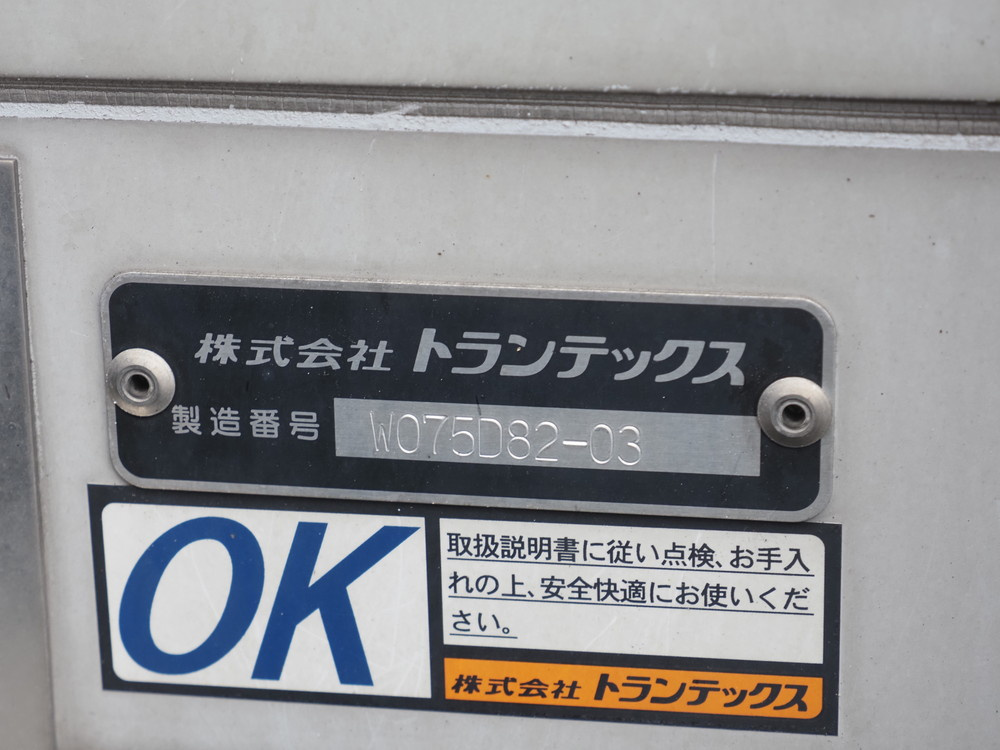 株式会社 トランテックス
製造番号 W075D82-03
OK
取扱説明書に従い点検、お手入
れの上、安全快適にお使いくだ
さい。
株式会社 トランテックス